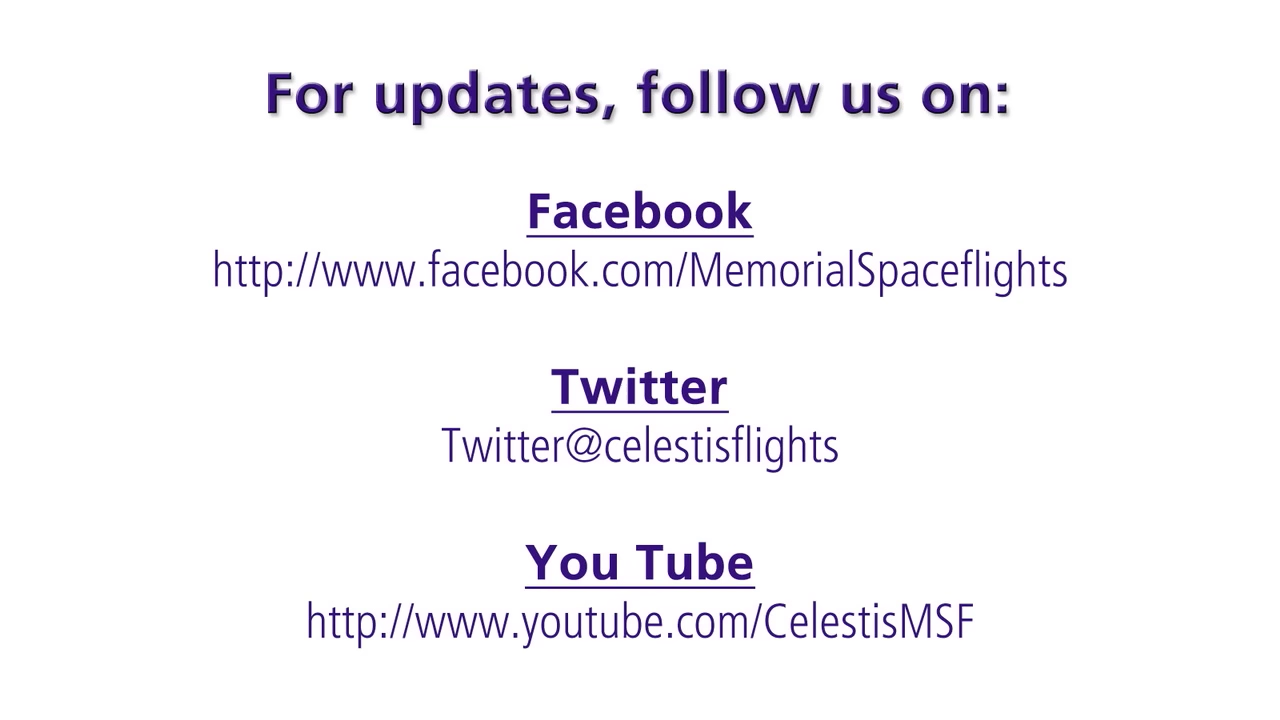 For updates, follow us on:
Facebook
http://www.facebook.com/MemorialSpaceflights
Twitter
Twitter@celestisflights
You Tube
http://www.youtube.com/CelestisMSF